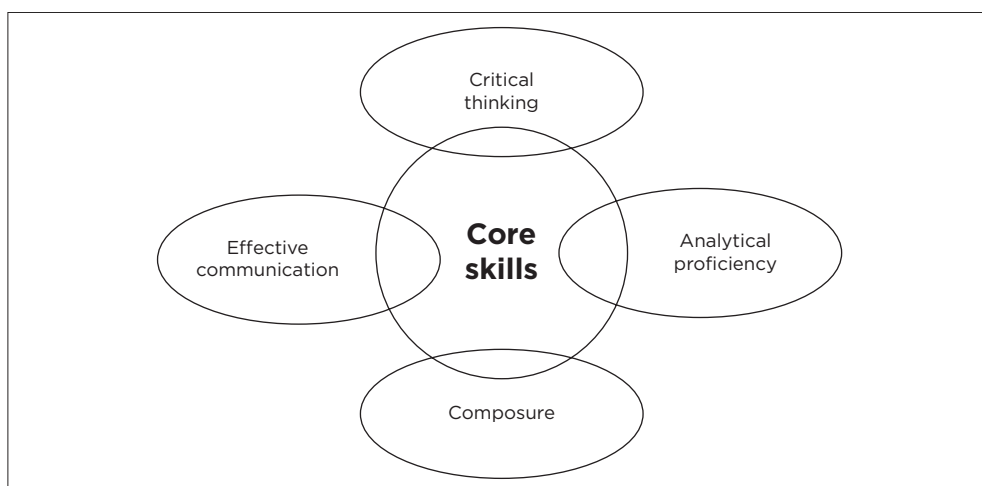 Critical
thinking
Effective
communication
Core
skills
Analytical
proficiency
Composure